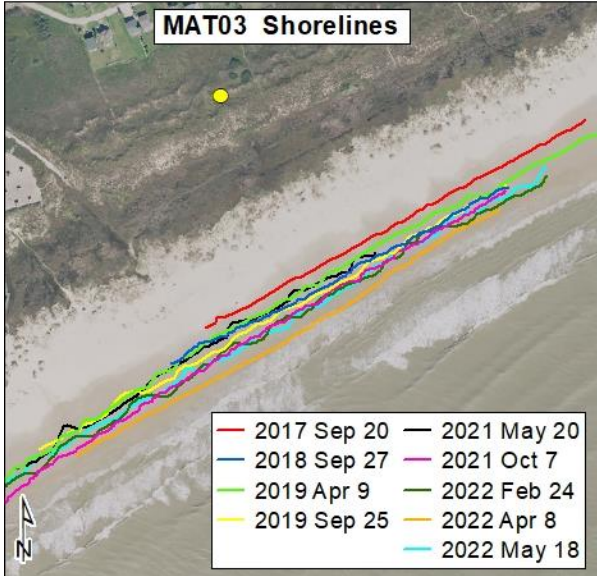 MAT03 Shorelines
2017 Sep 20
2018 Sep 27
2019 Apr 9
2019 Sep 25
2021 May 20
2021 Oct 7
2022 Feb 24
2022 Apr 8
2022 May 18
N